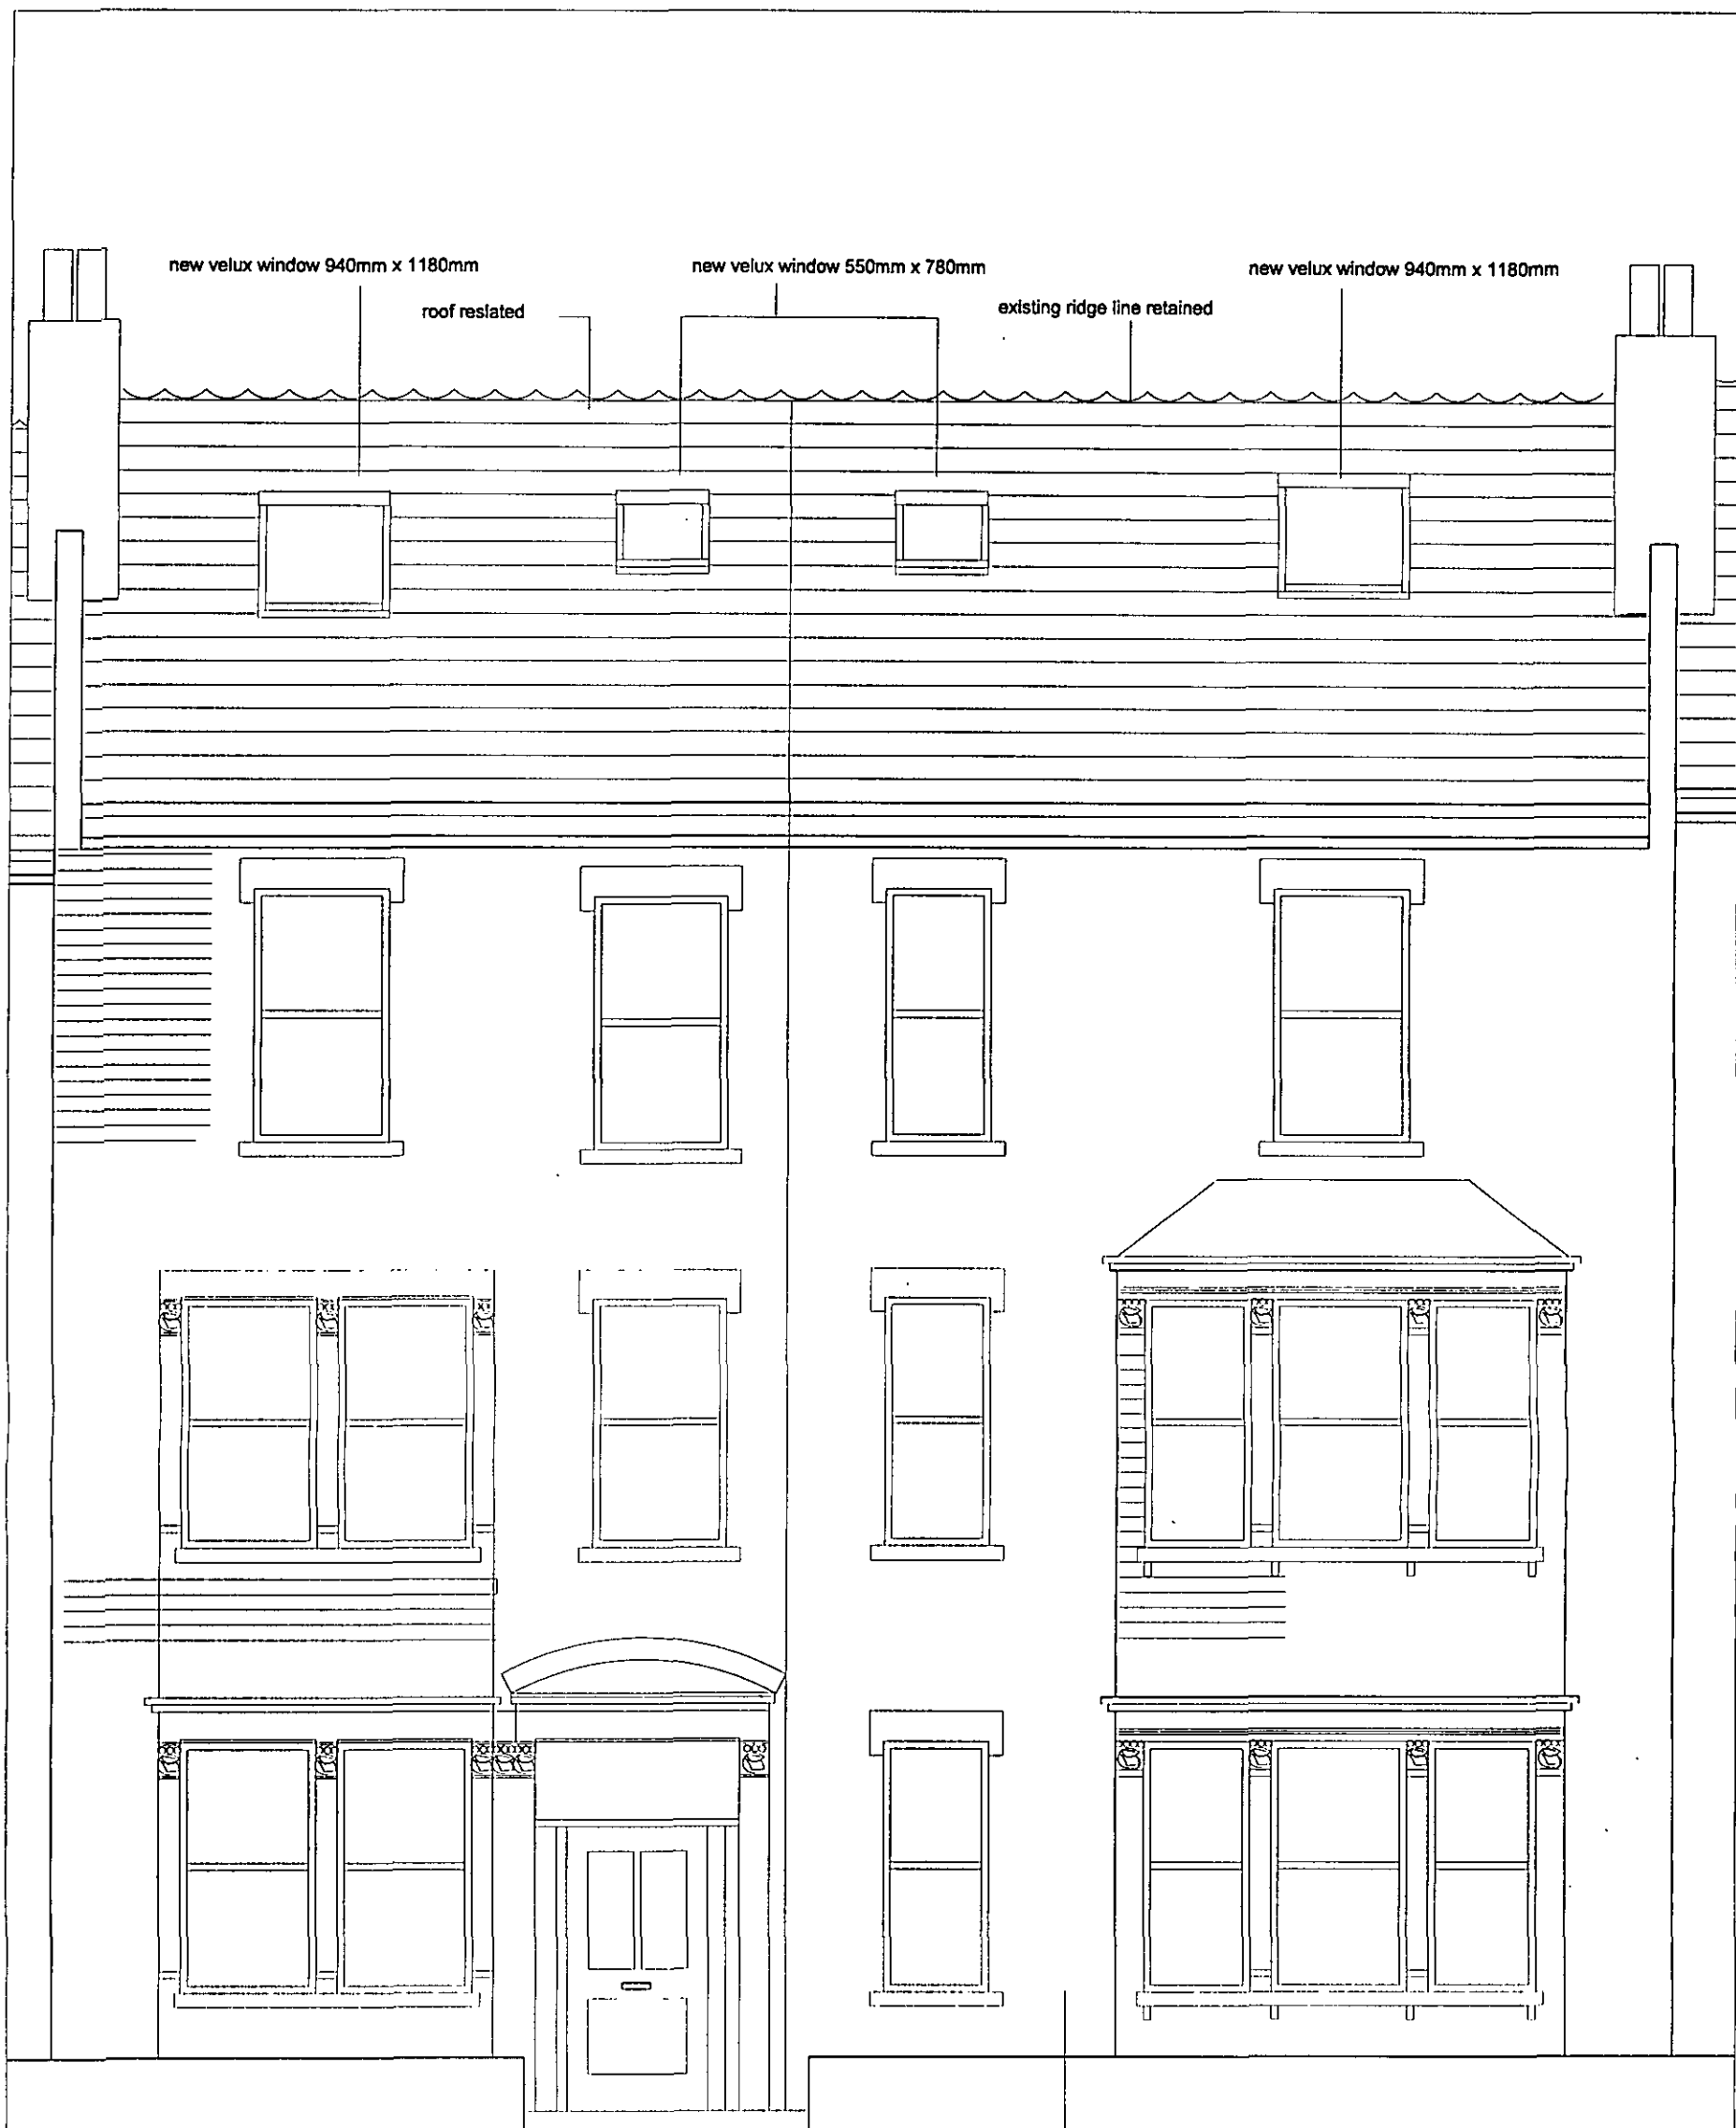 new velux window 940mm x 1180mm
new velux window 550mm x 780mm
new velux window 940mm x 1180mm
roof reslated
existing ridge line retained